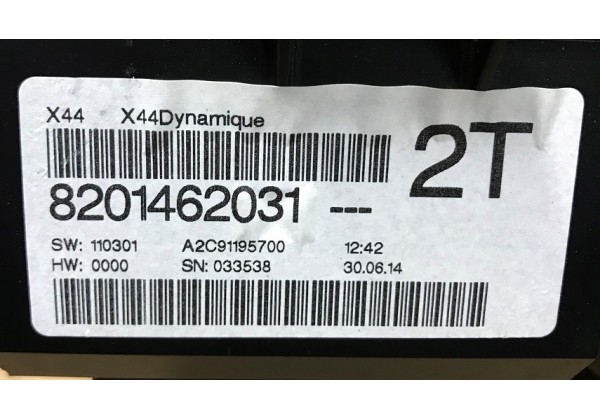 X44 X44Dynamique
2T
8201462031 ---
SW: 110301 A2C91195700 12:42
HW: 0000 SN: 033538 30.06.14